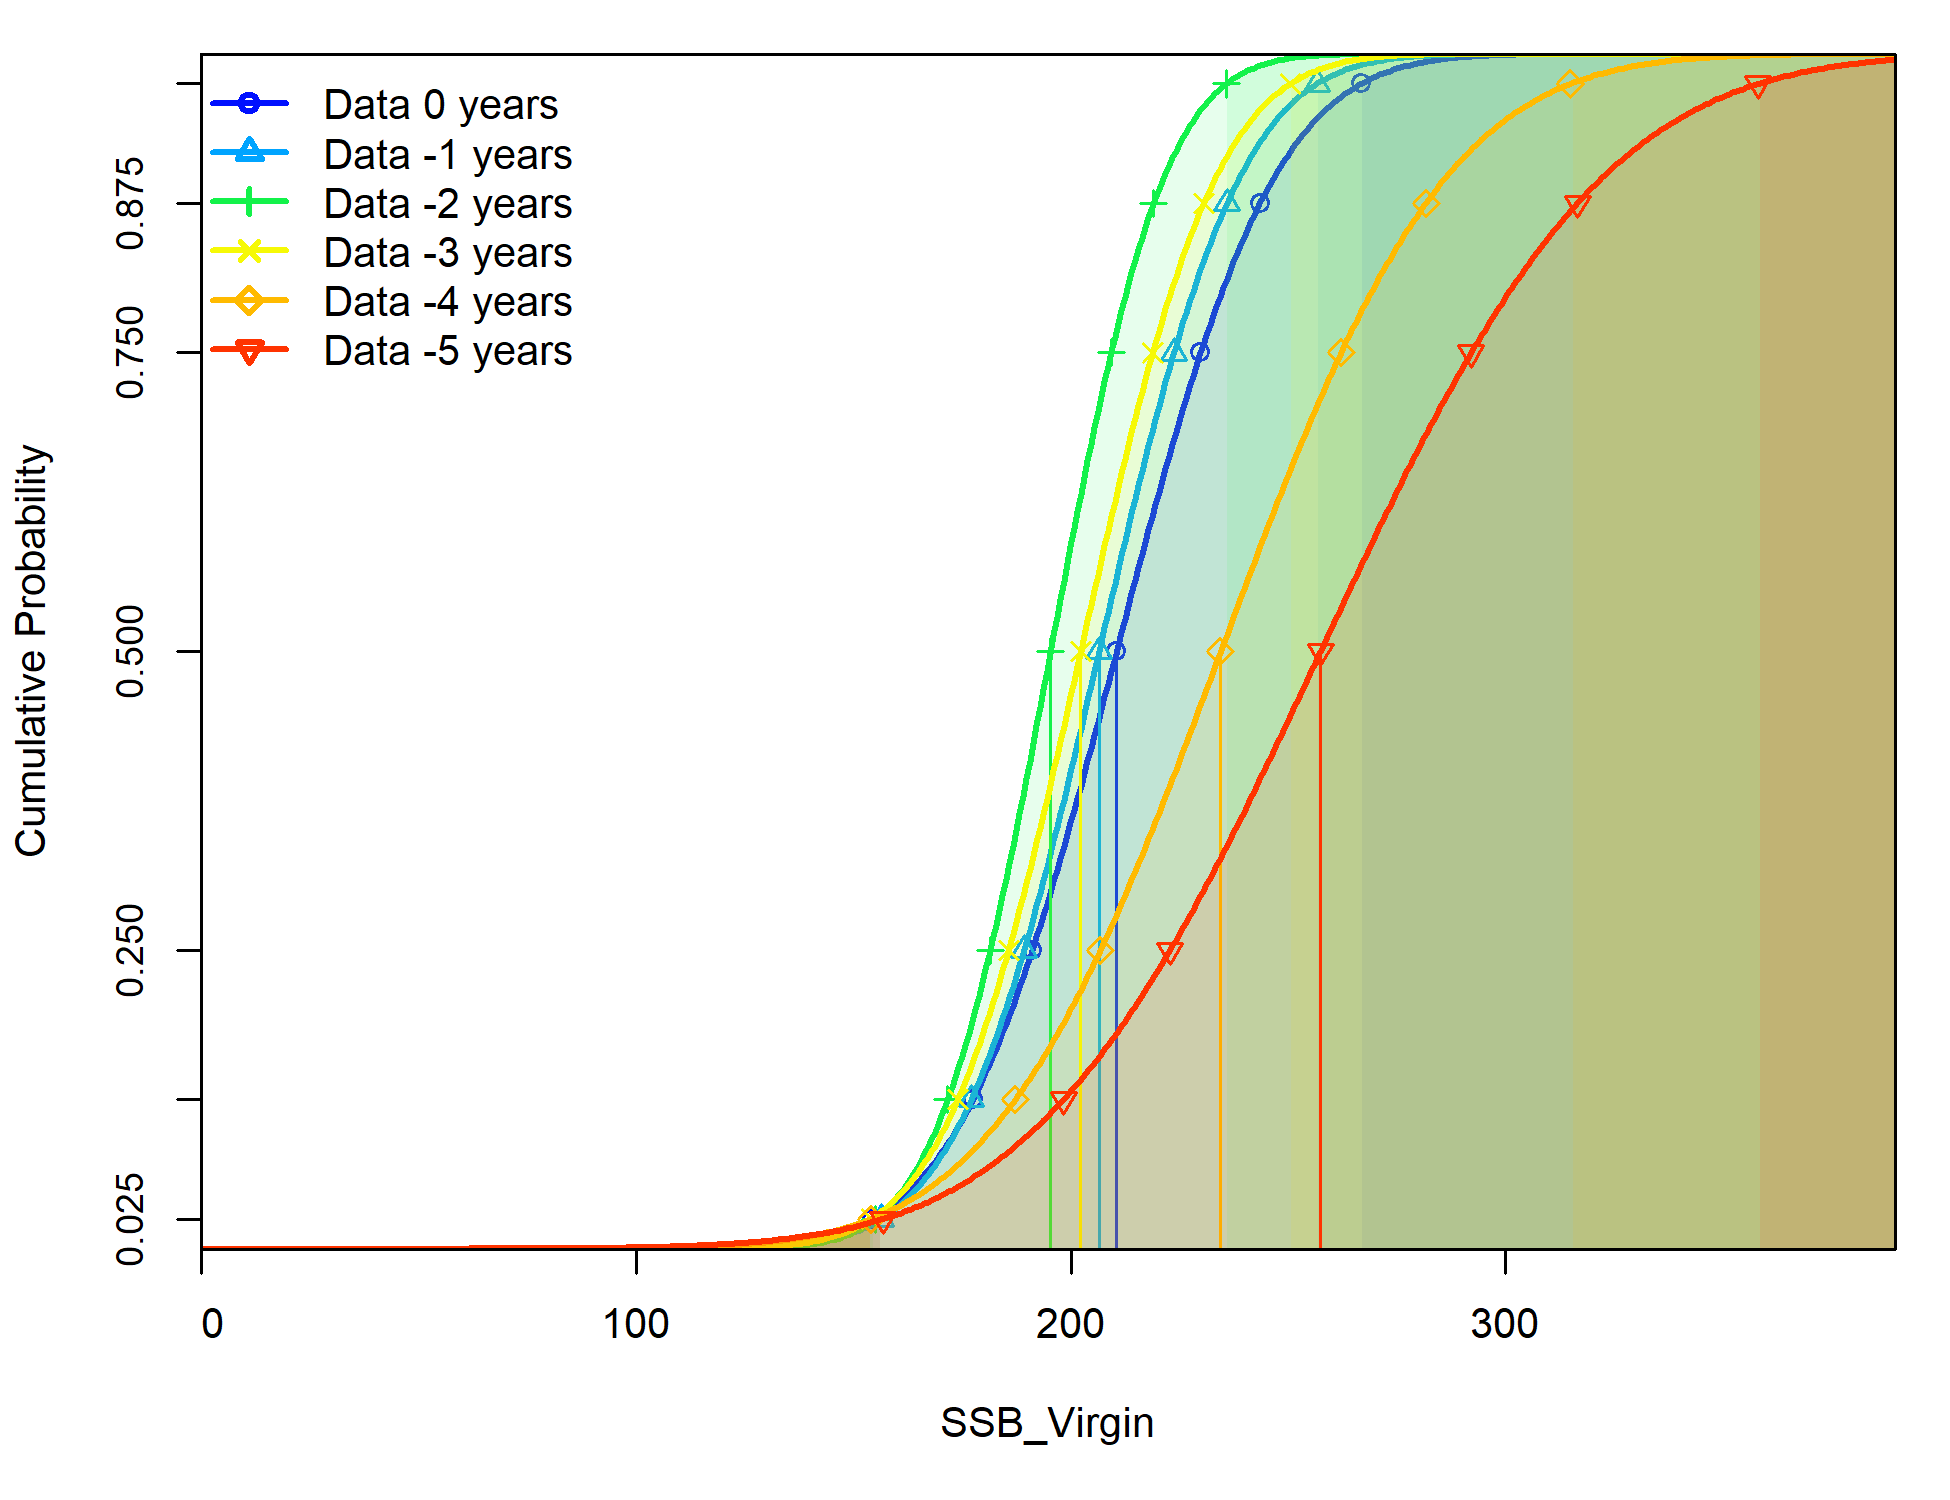 Data 0 years
Data -1 years
Data -2 years
Data -3 years
Data -4 years
Data -5 years
Cumulative Probability
0.875
0.750
0.500
0.250
0.025
0
100
200
300
SSB_Virgin